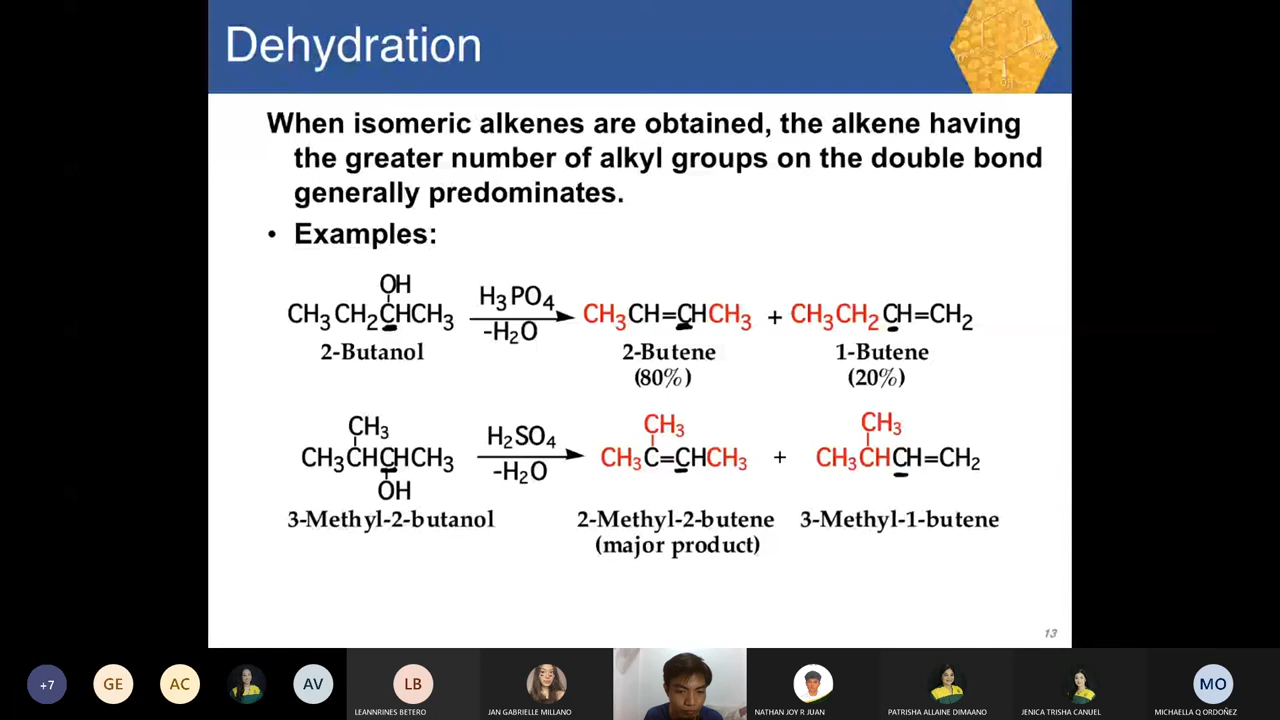 Dehydration
When isomeric alkenes are obtained, the alkene having
the greater number of alkyl groups on the double bond
generally predominates.
• Examples:
OH
CH3CH2CHCH3
H3PO4
-H2O
CH3CH=CHCH3 + CH3CH2CH=CH2
2-Butanol
2-Butene
(80%)
1-Butene
(20%)
CH3
CH3CHCHCH3
OH
H2SO4
-H2O
CH3
CH3C=CHCH3
+
CH3
CH3CHCH=CH2
3-Methyl-2-butanol
2-Methyl-2-butene
(major product)
3-Methyl-1-butene
13
+7
GE
AC
AV
LB
LEANNRINES BETERO
JAN GABRIELLE MILLANO
NATHAN JOY R JUAN
PATRISHA ALLAINE DIMAANO
JENICA TRISHA CANUEL
MO
MICHAELLA Q ORDOÑEZ